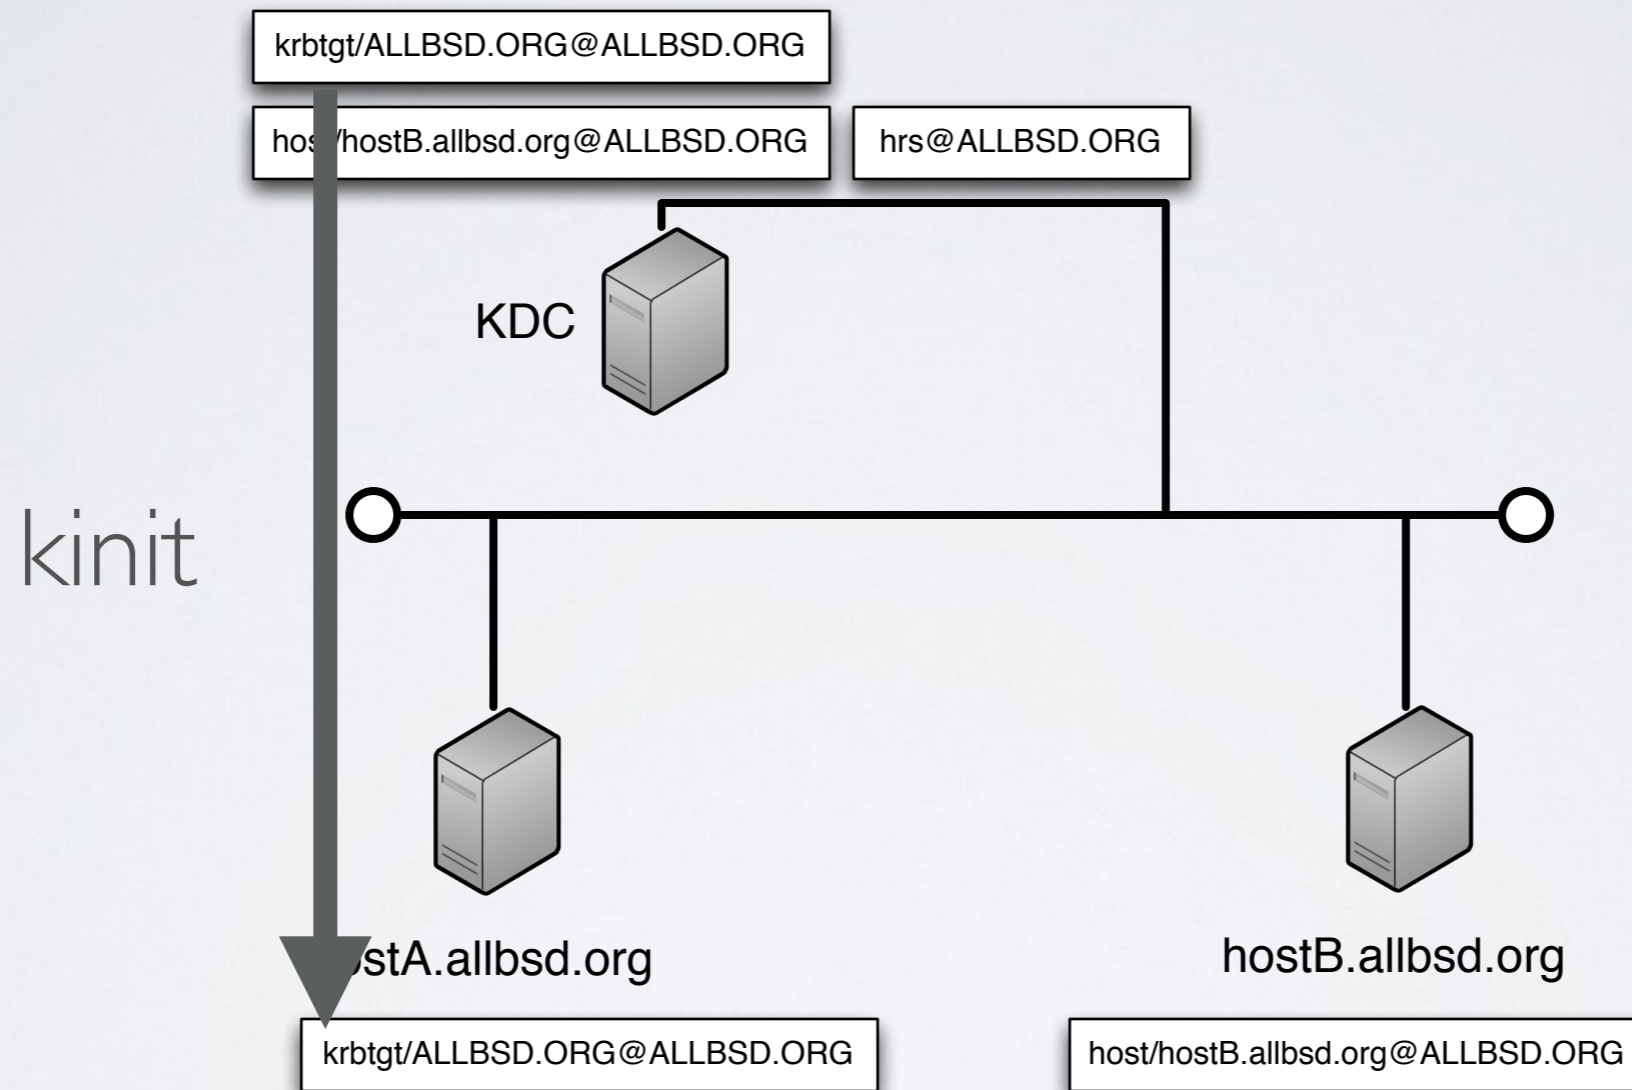 krbtgt/ALLBSD.ORG@ALLBSD.ORG
hos/hostB.allbsd.org@ALLBSD.ORG
hrs@ALLBSD.ORG
KDC
kinit
ostA.allbsd.org
hostB.allbsd.org
krbtgt/ALLBSD.ORG@ALLBSD.ORG
host/hostB.allbsd.org@ALLBSD.ORG